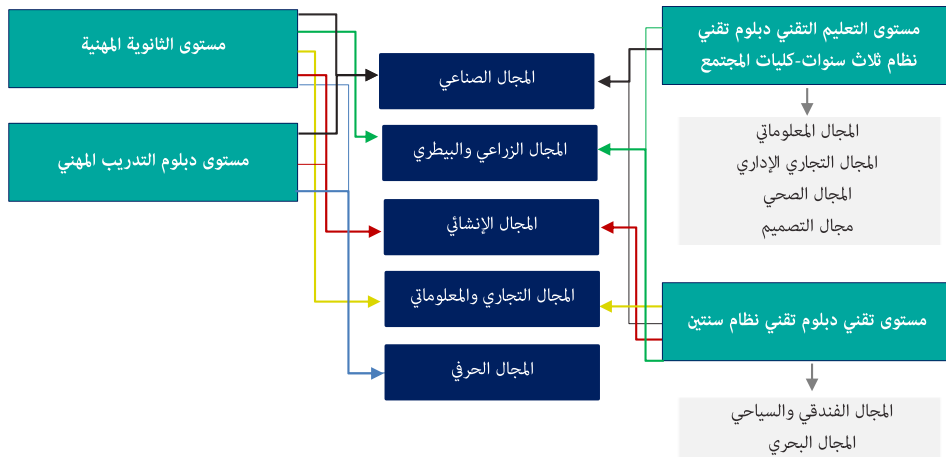 مستوى التعليم التقني دبلوم تقني
نظام ثلاث سنوات-كليات المجتمع
المجال المعلوماتي
المجال التجاري الإداري
المجال الصحي
مجال التصميم
مستوى تقني دبلوم تقني نظام سنتين
المجال الفندقي والسياحي
المجال البحري
المجال الصناعي
المجال الزراعي والبيطري
المجال الإنشائي
المجال التجاري والمعلوماتي
المجال الحرفي
مستوى الثانوية المهنية
مستوى دبلوم التدريب المهني